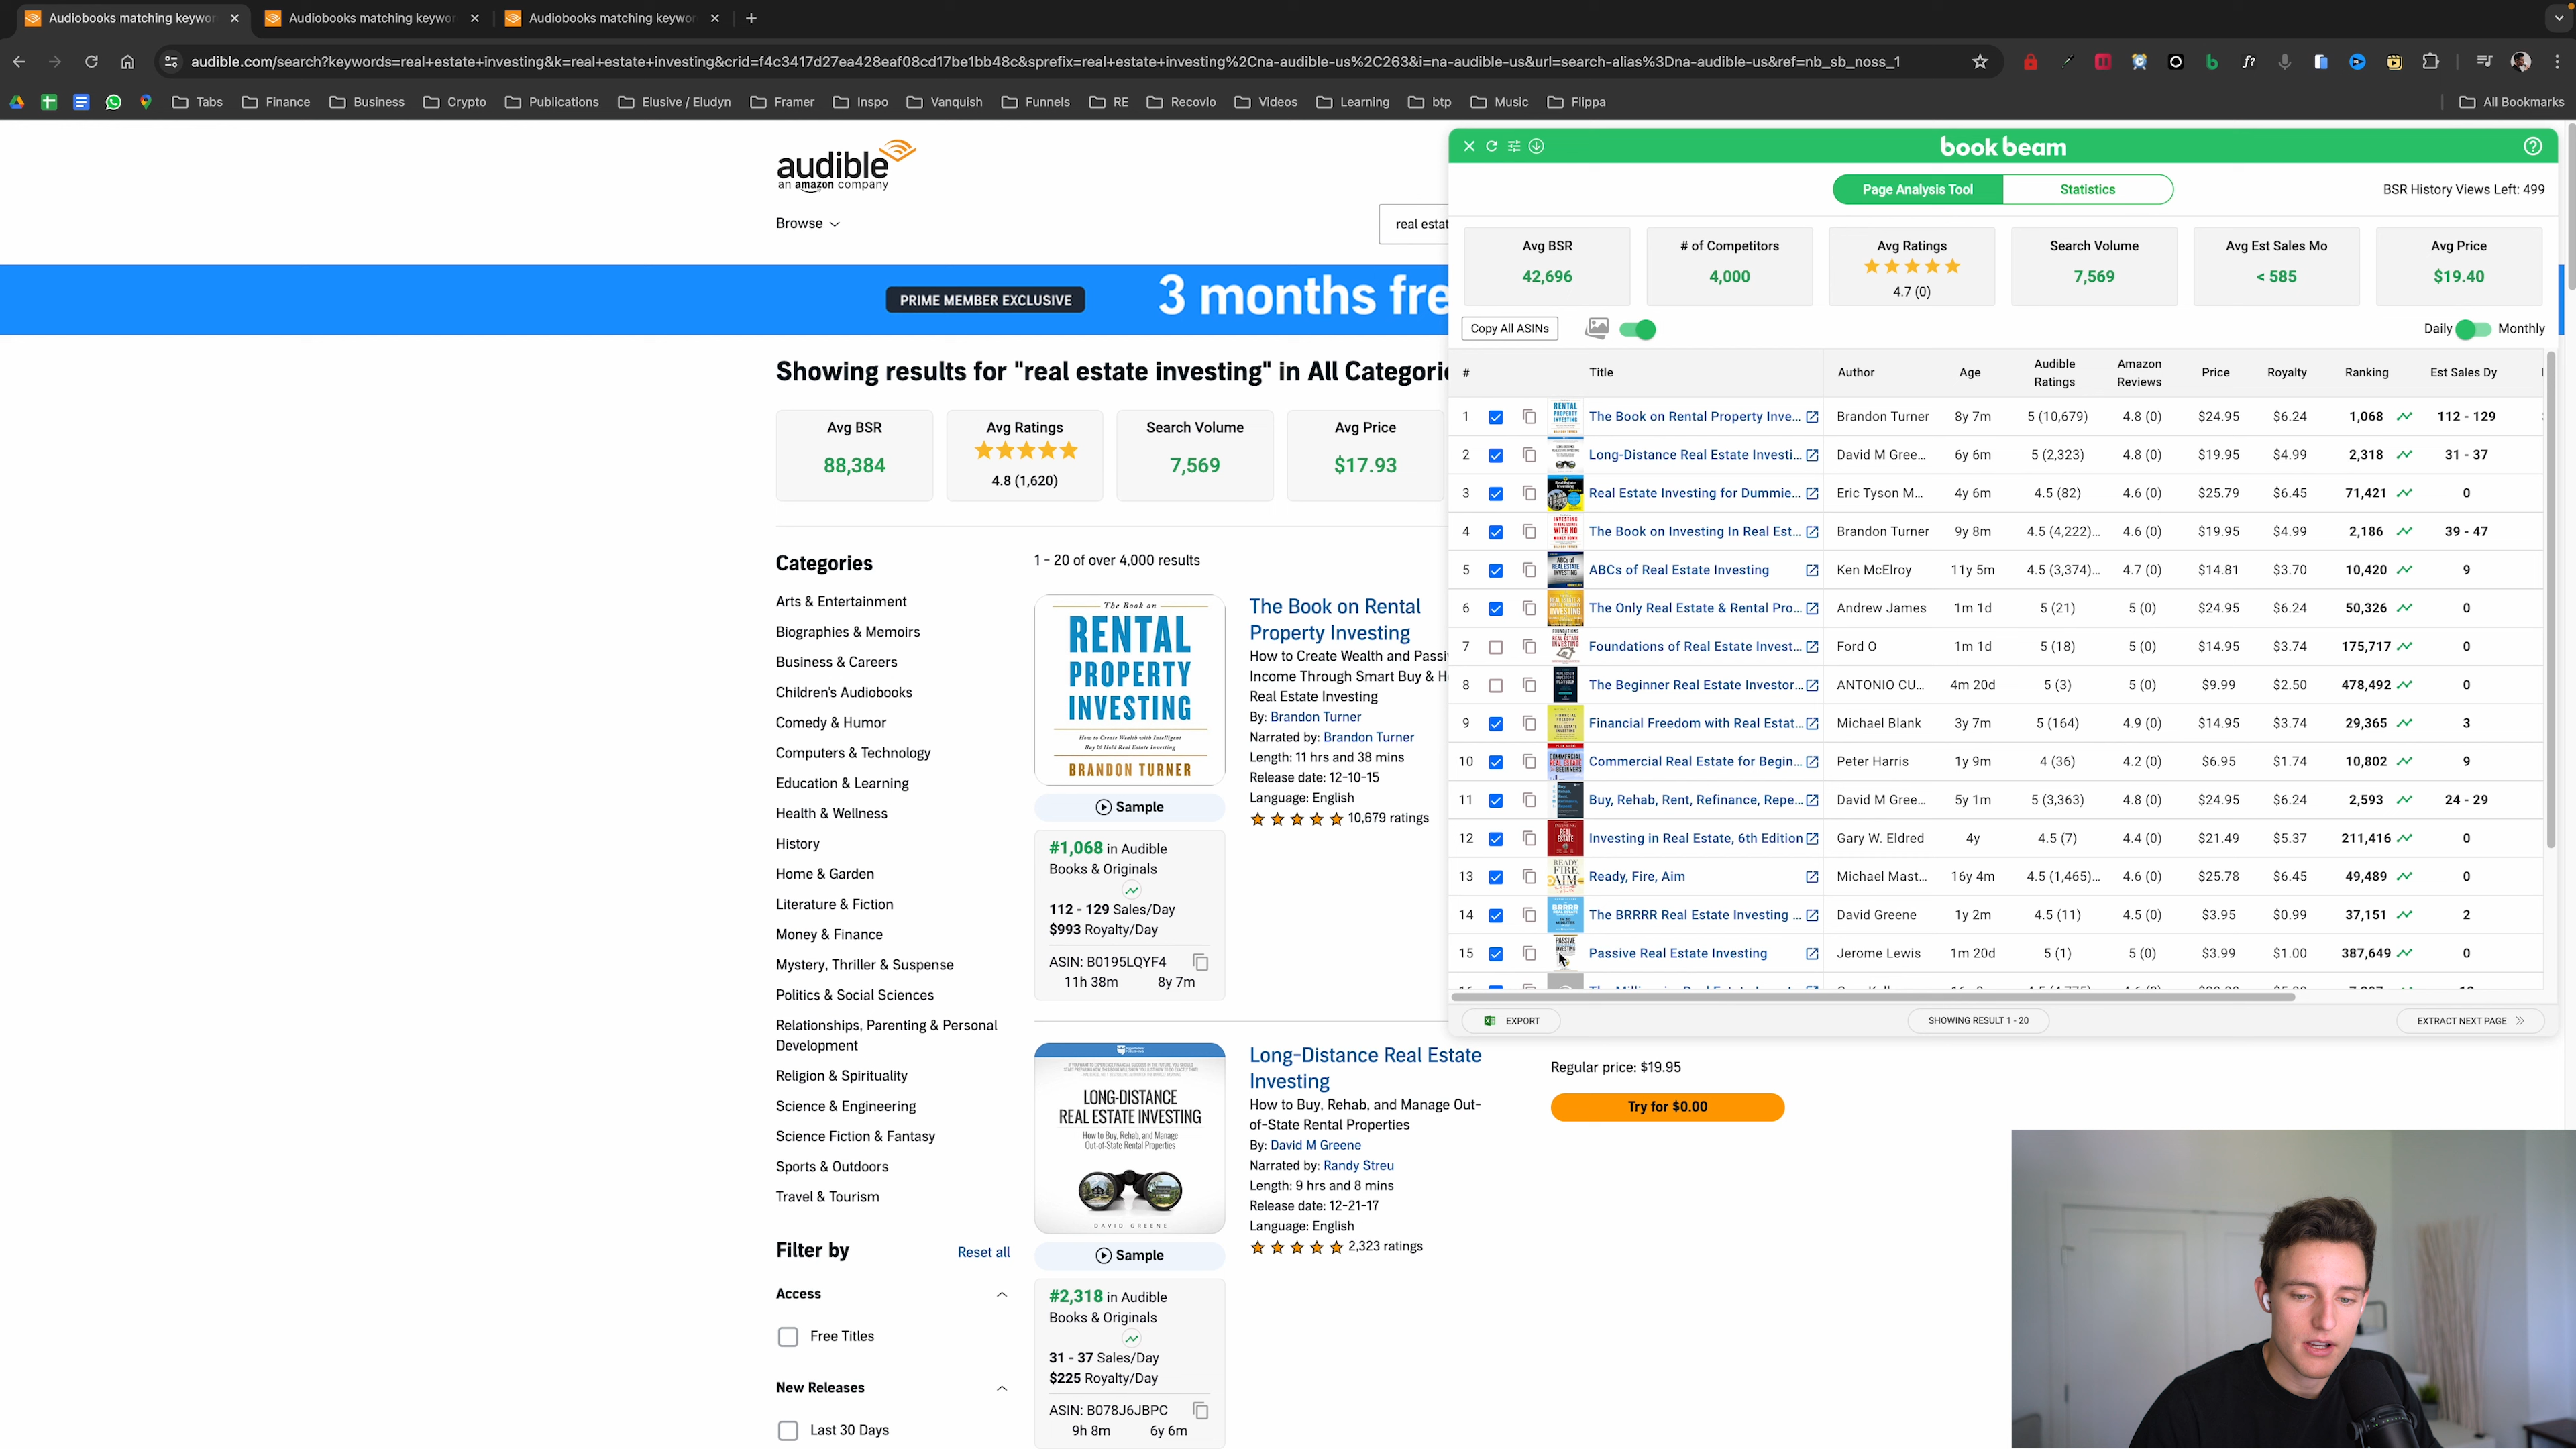 Audiobooks matching keywor
Audiobooks matching keywor
Audiobooks matching keywor
audible.com/search?keywords=real+estate+investing&k=real+estate+investing&crid=f4c3417d27ea428eaf08cd17be1bb48c&sprefix=real+estate+investing%2Cna-audible-us%2C263&i=na-audible-us&url=search-alias%3Dna-audible-us&ref=nb_sb_noss_1
Tabs Finance Business Crypto Publications Elusive / Eludyn Framer Inspo Vanquish Funnels RE Recovlo Videos Learning btp Music Flippa All Bookmarks
audible
an amazon company
Browse
real estat
PRIME MEMBER EXCLUSIVE 3 months fre
Showing results for "real estate investing" in All Categori
Avg BSR
88,384
Avg Ratings
4.8 (1,620)
Search Volume
7,569
Avg Price
$17.93
Categories
Arts & Entertainment
Biographies & Memoirs
Business & Careers
Children's Audiobooks
Comedy & Humor
Computers & Technology
Education & Learning
Health & Wellness
History
Home & Garden
Literature & Fiction
Money & Finance
Mystery, Thriller & Suspense
Politics & Social Sciences
Relationships, Parenting & Personal
Development
Religion & Spirituality
Science & Engineering
Science Fiction & Fantasy
Sports & Outdoors
Travel & Tourism
Filter by Reset all
Access
Free Titles
New Releases
Last 30 Days
1 - 20 of over 4,000 results
The Book on
RENTAL
PROPERTY
INVESTING
How to Create Wealth with Intelligent
Buy & Hold Real Estate Investing
BRANDON TURNER
Sample
#1,068 in Audible
Books & Originals
112 - 129 Sales/Day
$993 Royalty/Day
ASIN: B0195LQYF4
11h 38m 8y 7m
The Book on Rental
Property Investing
How to Create Wealth and Passi
Income Through Smart Buy & H
Real Estate Investing
By: Brandon Turner
Narrated by: Brandon Turner
Length: 11 hrs and 38 mins
Release date: 12-10-15
Language: English
10,679 ratings
LONG-DISTANCE
REAL ESTATE INVESTING
How to Buy, Rehab, and Manage
Out-of-State Rental Properties
DAVID GREENE
Sample
#2,318 in Audible
Books & Originals
31 - 37 Sales/Day
$225 Royalty/Day
ASIN: B078J6JBPC
9h 8m 6y 6m
Long-Distance Real Estate
Investing
How to Buy, Rehab, and Manage Out-
of-State Rental Properties
By: David M Greene
Narrated by: Randy Streu
Length: 9 hrs and 8 mins
Release date: 12-21-17
Language: English
2,323 ratings
Regular price: $19.95
Try for $0.00
book beam
Page Analysis Tool Statistics BSR History Views Left: 499
Avg BSR
42,696
# of Competitors
4,000
Avg Ratings
4.7 (0)
Search Volume
7,569
Avg Est Sales Mo
< 585
Avg Price
$19.40
Copy All ASINs Daily Monthly
# Title Author Age Audible Ratings Amazon Reviews Price Royalty Ranking Est Sales Dy
1 The Book on Rental Property Inve... Brandon Turner 8y 7m 5 (10,679) 4.8 (0) $24.95 $6.24 1,068 112 - 129
2 Long-Distance Real Estate Investi... David M Gree... 6y 6m 5 (2,323) 4.8 (0) $19.95 $4.99 2,318 31 - 37
3 Real Estate Investing for Dummie... Eric Tyson M... 4y 6m 4.5 (82) 4.6 (0) $25.79 $6.45 71,421 0
4 The Book on Investing In Real Est... Brandon Turner 9y 8m 4.5 (4,222)... 4.6 (0) $19.95 $4.99 2,186 39 - 47
5 ABCs of Real Estate Investing Ken McElroy 11y 5m 4.5 (3,374)... 4.7 (0) $14.81 $3.70 10,420 9
6 The Only Real Estate & Rental Pro... Andrew James 1m 1d 5 (21) 5 (0) $24.95 $6.24 50,326 0
7 Foundations of Real Estate Invest... Ford O 1m 1d 5 (18) 5 (0) $14.95 $3.74 175,717 0
8 The Beginner Real Estate Investor... ANTONIO CU... 4m 20d 5 (3) 5 (0) $9.99 $2.50 478,492 0
9 Financial Freedom with Real Estat... Michael Blank 3y 7m 5 (164) 4.9 (0) $14.95 $3.74 29,365 3
10 Commercial Real Estate for Begin... Peter Harris 1y 9m 4 (36) 4.2 (0) $6.95 $1.74 10,802 9
11 Buy, Rehab, Rent, Refinance, Repe... David M Gree... 5y 1m 5 (3,363) 4.8 (0) $24.95 $6.24 2,593 24 - 29
12 Investing in Real Estate, 6th Edition Gary W. Eldred 4y 4.5 (7) 4.4 (0) $21.49 $5.37 211,416 0
13 Ready, Fire, Aim Michael Mast... 16y 4m 4.5 (1,465)... 4.6 (0) $25.78 $6.45 49,489 0
14 The BRRRR Real Estate Investing ... David Greene 1y 2m 4.5 (11) 4.5 (0) $3.95 $0.99 37,151 2
15 Passive Real Estate Investing Jerome Lewis 1m 20d 5 (1) 5 (0) $3.99 $1.00 387,649 0
EXPORT SHOWING RESULT 1 - 20 EXTRACT NEXT PAGE